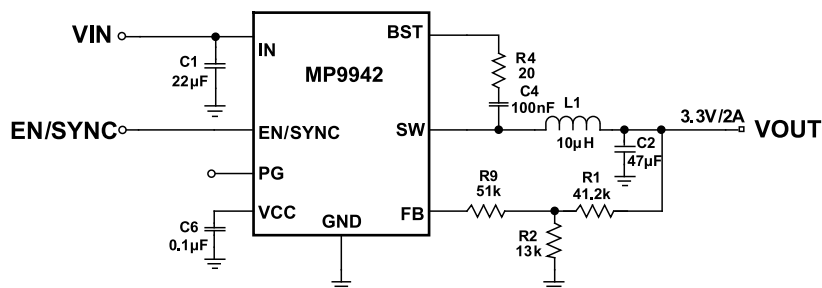 VIN
C1
22µF
IN
BST
MP9942
R4
20
C4
100nF
EN/SYNC
EN/SYNC
SW
L1
10µH
3.3V/2A
VOUT
C2
47µF
PG
R9
51k
R1
41.2k
VCC
FB
C6
0.1µF
GND
R2
13k